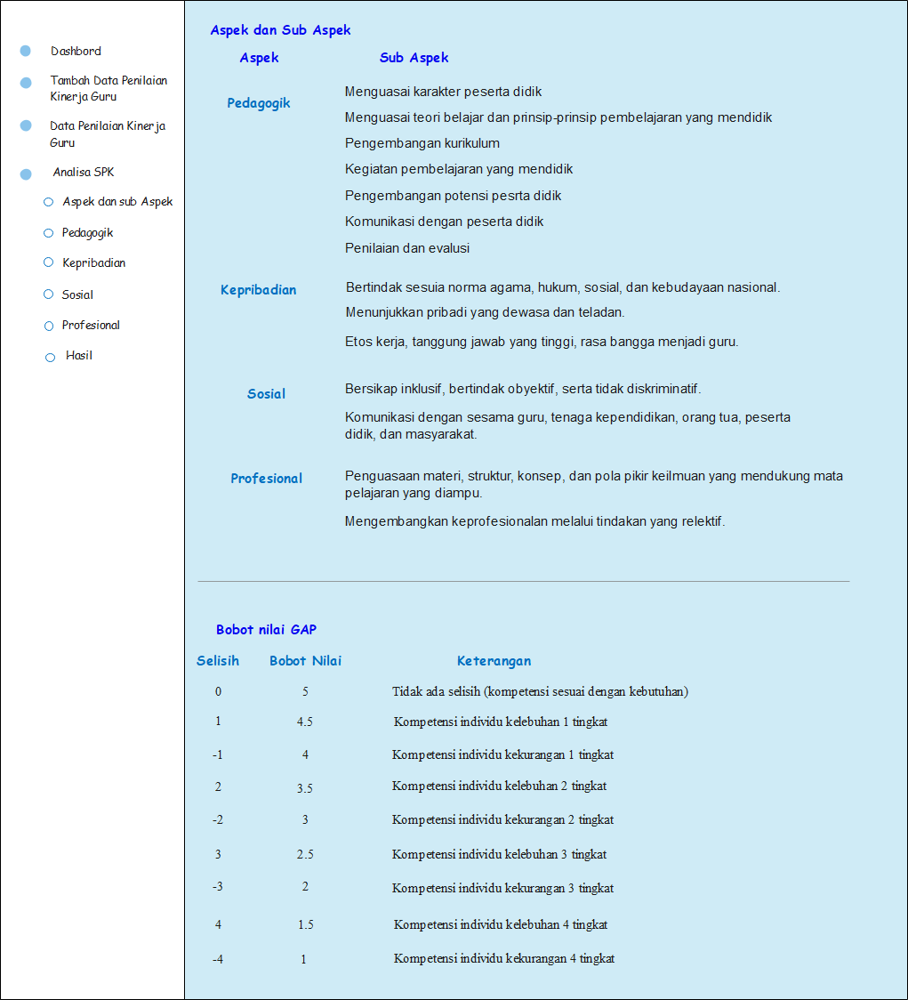 Dashbord
Tambah Data Penilaian
Kinerja Guru
Data Penilaian Kinerja
Guru
Analisa SPK
Aspek dan sub Aspek
Pedagogik
Kepribadian
Sosial
Profesional
Hasil
Aspek dan Sub Aspek
Aspek Sub Aspek
Pedagogik
Menguasai karakter peserta didik
Menguasai teori belajar dan prinsip-prinsip pembelajaran yang mendidik
Pengembangan kurikulum
Kegiatan pembelajaran yang mendidik
Pengembangan potensi pesrta didik
Komunikasi dengan peserta didik
Penilaian dan evalusi
Kepribadian
Bertindak sesuia norma agama, hukum, sosial, dan kebudayaan nasional.
Menunjukkan pribadi yang dewasa dan teladan.
Etos kerja, tanggung jawab yang tinggi, rasa bangga menjadi guru.
Sosial
Bersikap inklusif, bertindak obyektif, serta tidak diskriminatif.
Komunikasi dengan sesama guru, tenaga kependidikan, orang tua, peserta
didik, dan masyarakat.
Profesional
Penguasaan materi, struktur, konsep, dan pola pikir keilmuan yang mendukung mata
pelajaran yang diampu.
Mengembangkan keprofesionalan melalui tindakan yang relektif.
Bobot nilai GAP
Selisih Bobot Nilai Keterangan
0 5 Tidak ada selisih (kompetensi sesuai dengan kebutuhan)
1 4.5 Kompetensi individu kelebuhan 1 tingkat
-1 4 Kompetensi individu kekurangan 1 tingkat
2 3.5 Kompetensi individu kelebuhan 2 tingkat
-2 3 Kompetensi individu kekurangan 2 tingkat
3 2.5 Kompetensi individu kelebuhan 3 tingkat
-3 2 Kompetensi individu kekurangan 3 tingkat
4 1.5 Kompetensi individu kelebuhan 4 tingkat
-4 1 Kompetensi individu kekurangan 4 tingkat